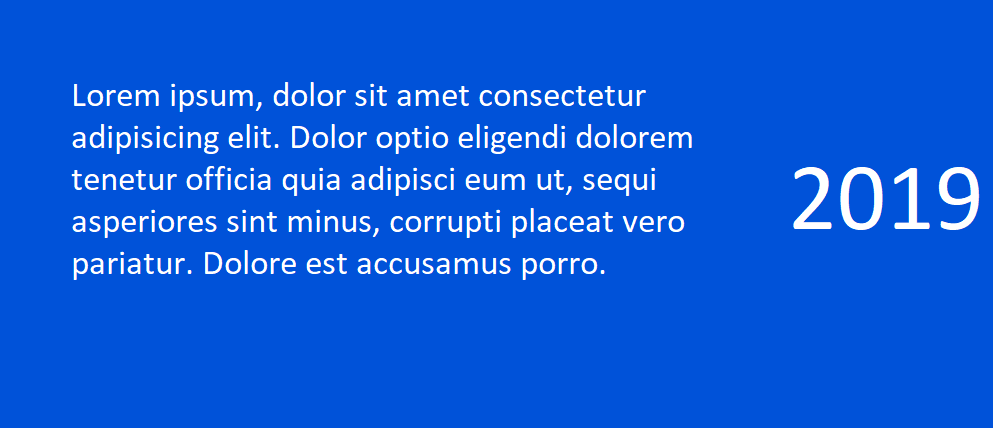 Lorem ipsum, dolor sit amet consectetur
adipisicing elit. Dolor optio eligendi dolorem
tenetur officia quia adipisci eum ut, sequi
asperiores sint minus, corrupti placeat vero
pariatur. Dolore est accusamus porro.
2019